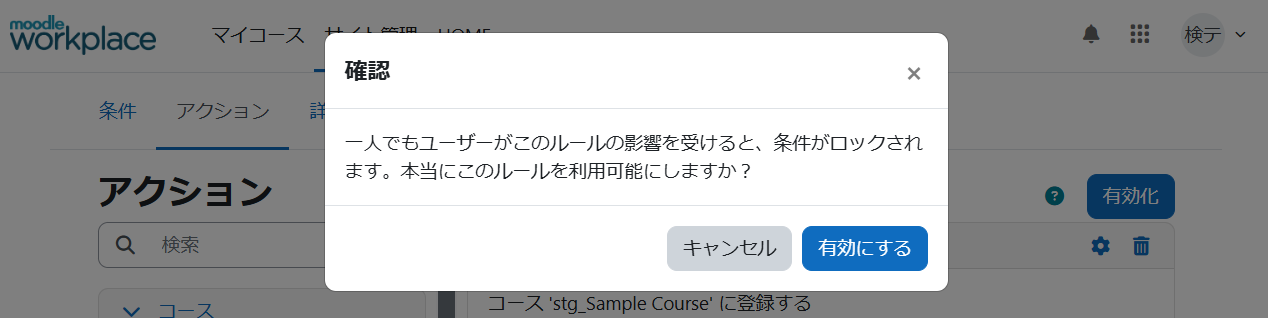 moodle
workplace
マイコース サイト管理 HOME
検テ
確認
×
条件 アクション 詳
一人でもユーザーがこのルールの影響を受けると、条件がロックされ
ます。本当にこのルールを利用可能にしますか？
アクション
有効化
検索
キャンセル 有効にする
コース
コース 'stg_Sample Course' に登録する